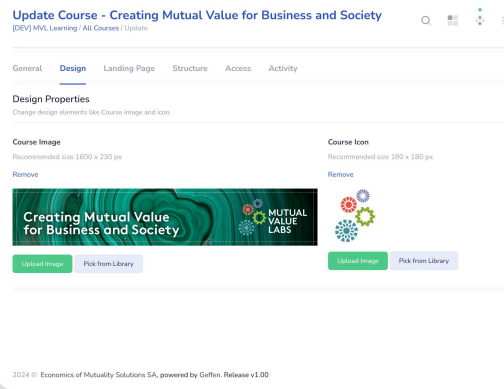 Update Course - Creating Mutual Value for Business and Society
[DEV] MVL Learning / All Courses / Update
General Design Landing Page Structure Access Activity
Design Properties
Change design elements like Course image and icon.
Course Image
Recommended size 1600 x 230 px
Remove
Creating Mutual Value
for Business and Society
MUTUAL
VALUE
LABS
Upload Image Pick from Library
Course Icon
Recommended size 180 x 180 px
Remove
Upload Image Pick from Library
2024 © Economics of Mutuality Solutions SA, powered by Geffen. Release v1.00